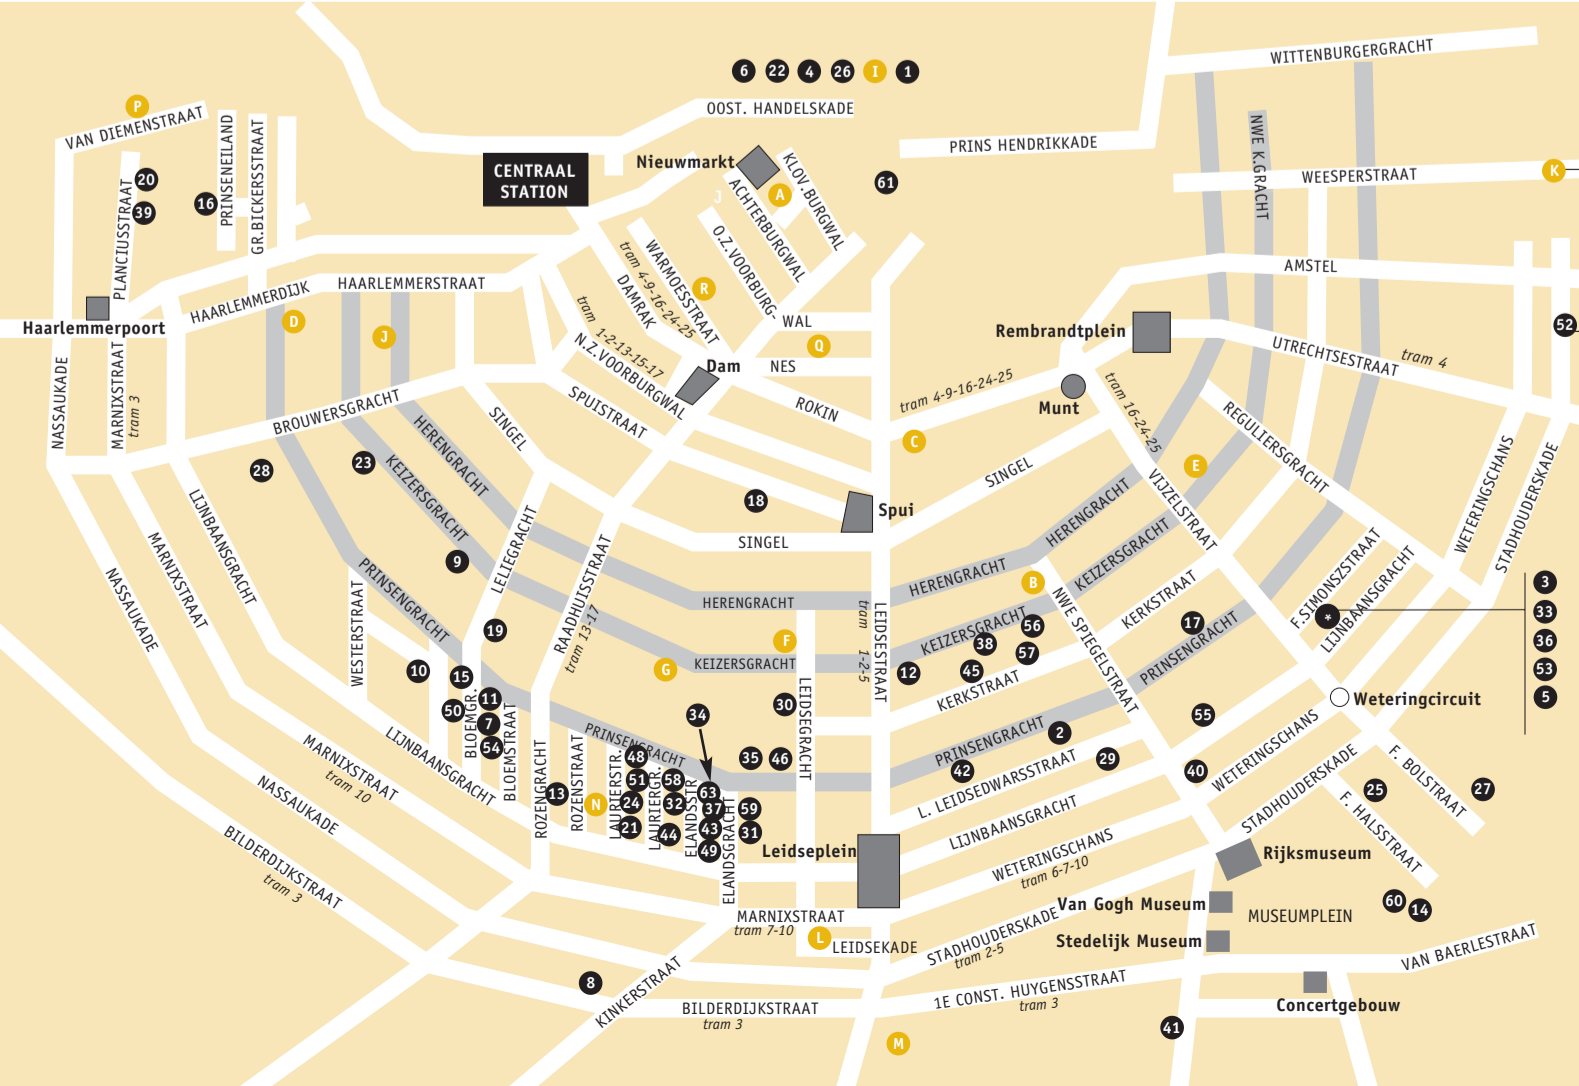 WITTENBURGERGRACHT
6 22 4 26 I 1
P
OOST. HANDELSKADE
VAN DIEMENSTRAAT
PRINSENEILAND
GR.BICKERSSTRAAT
NWE K.GRACHT
PRINS HENDRIKKADE
CENTRAAL
STATION
Nieuwmarkt
KLOV.BURGWAL
ACHTERBURGWAL
J
A
61
WEESPERSTRAAT
K
20
39
16
PLANCIUSSTRAAT
O.Z.VOORBURG-
WAL
WARMOESSTRAAT
tram 4-9-16-24-25
DAMRAK
R
AMSTEL
HAARLEMMERSTRAAT
HAARLEMMERDIJK
Haarlemmerpoort
D
J
tram 1-2-13-15-17
N.Z.VOORBURGWAL
Q
NES
Dam
Rembrandtplein
52
UTRECHTSESTRAAT
tram 4
NASSAUKADE
MARNIXSTRAAT
tram 3
BROUWERSGRACHT
SPUISTRAAT
ROKIN
tram 4-9-16-24-25
Munt
tram 16-24-25
REGULIERSGRACHT
HERENGRACHT
SINGEL
C
E
28
23
KEIZERSGRACHT
SINGEL
VIJZELSTRAAT
WETERINGSCHANS
STADHOUDERSKADE
18
Spui
LIJNBAANSGRACHT
MARNIXSTRAAT
NASSAUKADE
LELIEGRACHT
RAADHUISSTRAAT
tram 13-17
SINGEL
HERENGRACHT
KEIZERSGRACHT
F.SIMONSZSTRAAT
LIJNBAANSGRACHT
9
PRINSENGRACHT
HERENGRACHT
HERENGRACHT
B
3
33
36
53
5
*
WESTERSTRAAT
19
tram 1-2-5
LEIDSESTRAAT
KEIZERSGRACHT
56
38
57
NWE SPIEGELSTRAAT
KERKSTRAAT
17
PRINSENGRACHT
F
G
KEIZERSGRACHT
12
45
KERKSTRAAT
10
15
11
50
7
54
BLOEMGR.
BLOEMSTRAAT
LEIDSEGRACHT
30
34
Weteringcircuit
55
PRINSENGRACHT
PRINSENGRACHT
2
LIJNBAANSGRACHT
MARNIXSTRAAT
tram 10
ROZENGRACHT
ROZENSTRAAT
LAURIERSTR.
LAURIERGR.
ELANDSSTR.
ELANDSGRACHT
13
N
48
51
24
21
58
32
44
63
37
43
49
35 46
59
31
42
L. LEIDSEDWARSSTRAAT
29
40
WETERINGSCHANS
STADHOUDERSKADE
F. BOLSTRAAT
F. HALSSTRAAT
25
27
NASSAUKADE
BILDERDIJKSTRAAT
tram 3
Leidseplein
LIJNBAANSGRACHT
WETERINGSCHANS
tram 6-7-10
Rijksmuseum
Van Gogh Museum
MUSEUMPLEIN
60
14
Stedelijk Museum
MARNIXSTRAAT
tram 7-10
L
LEIDSEKADE
STADHOUDERSKADE
tram 2-5
VAN BAERLESTRAAT
8
KINKERSTRAAT
BILDERDIJKSTRAAT
tram 3
1E CONST. HUYGENSSTRAAT
tram 3
Concertgebouw
41
M